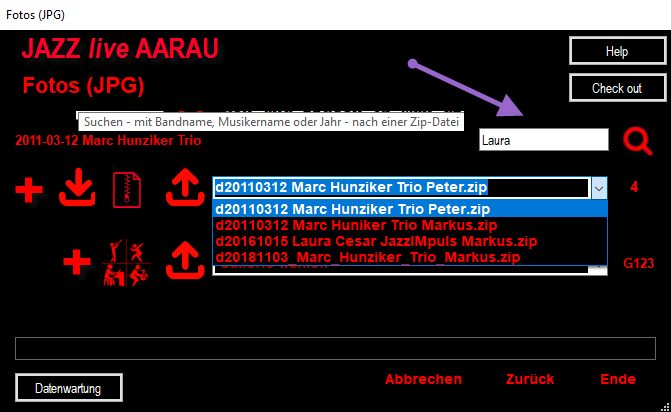 Fotos (JPG)
JAZZ live AARAU
Help
Fotos (JPG)
Check out
Suchen - mit Bandname, Musikername oder Jahr - nach einer Zip-Datei
2011-03-12 Marc Hunziker Trio
Laura
d20110312 Marc Hunziker Trio Peter.zip
4
d20110312 Marc Hunziker Trio Peter.zip
d20110312 Marc Huniker Trio Markus.zip
d20161015 Laura Cesar JazzIMpuls Markus.zip
d20181103_Marc_Hunziker_Trio_Markus.zip
G123
Abbrechen
Zurück
Ende
Datenwartung